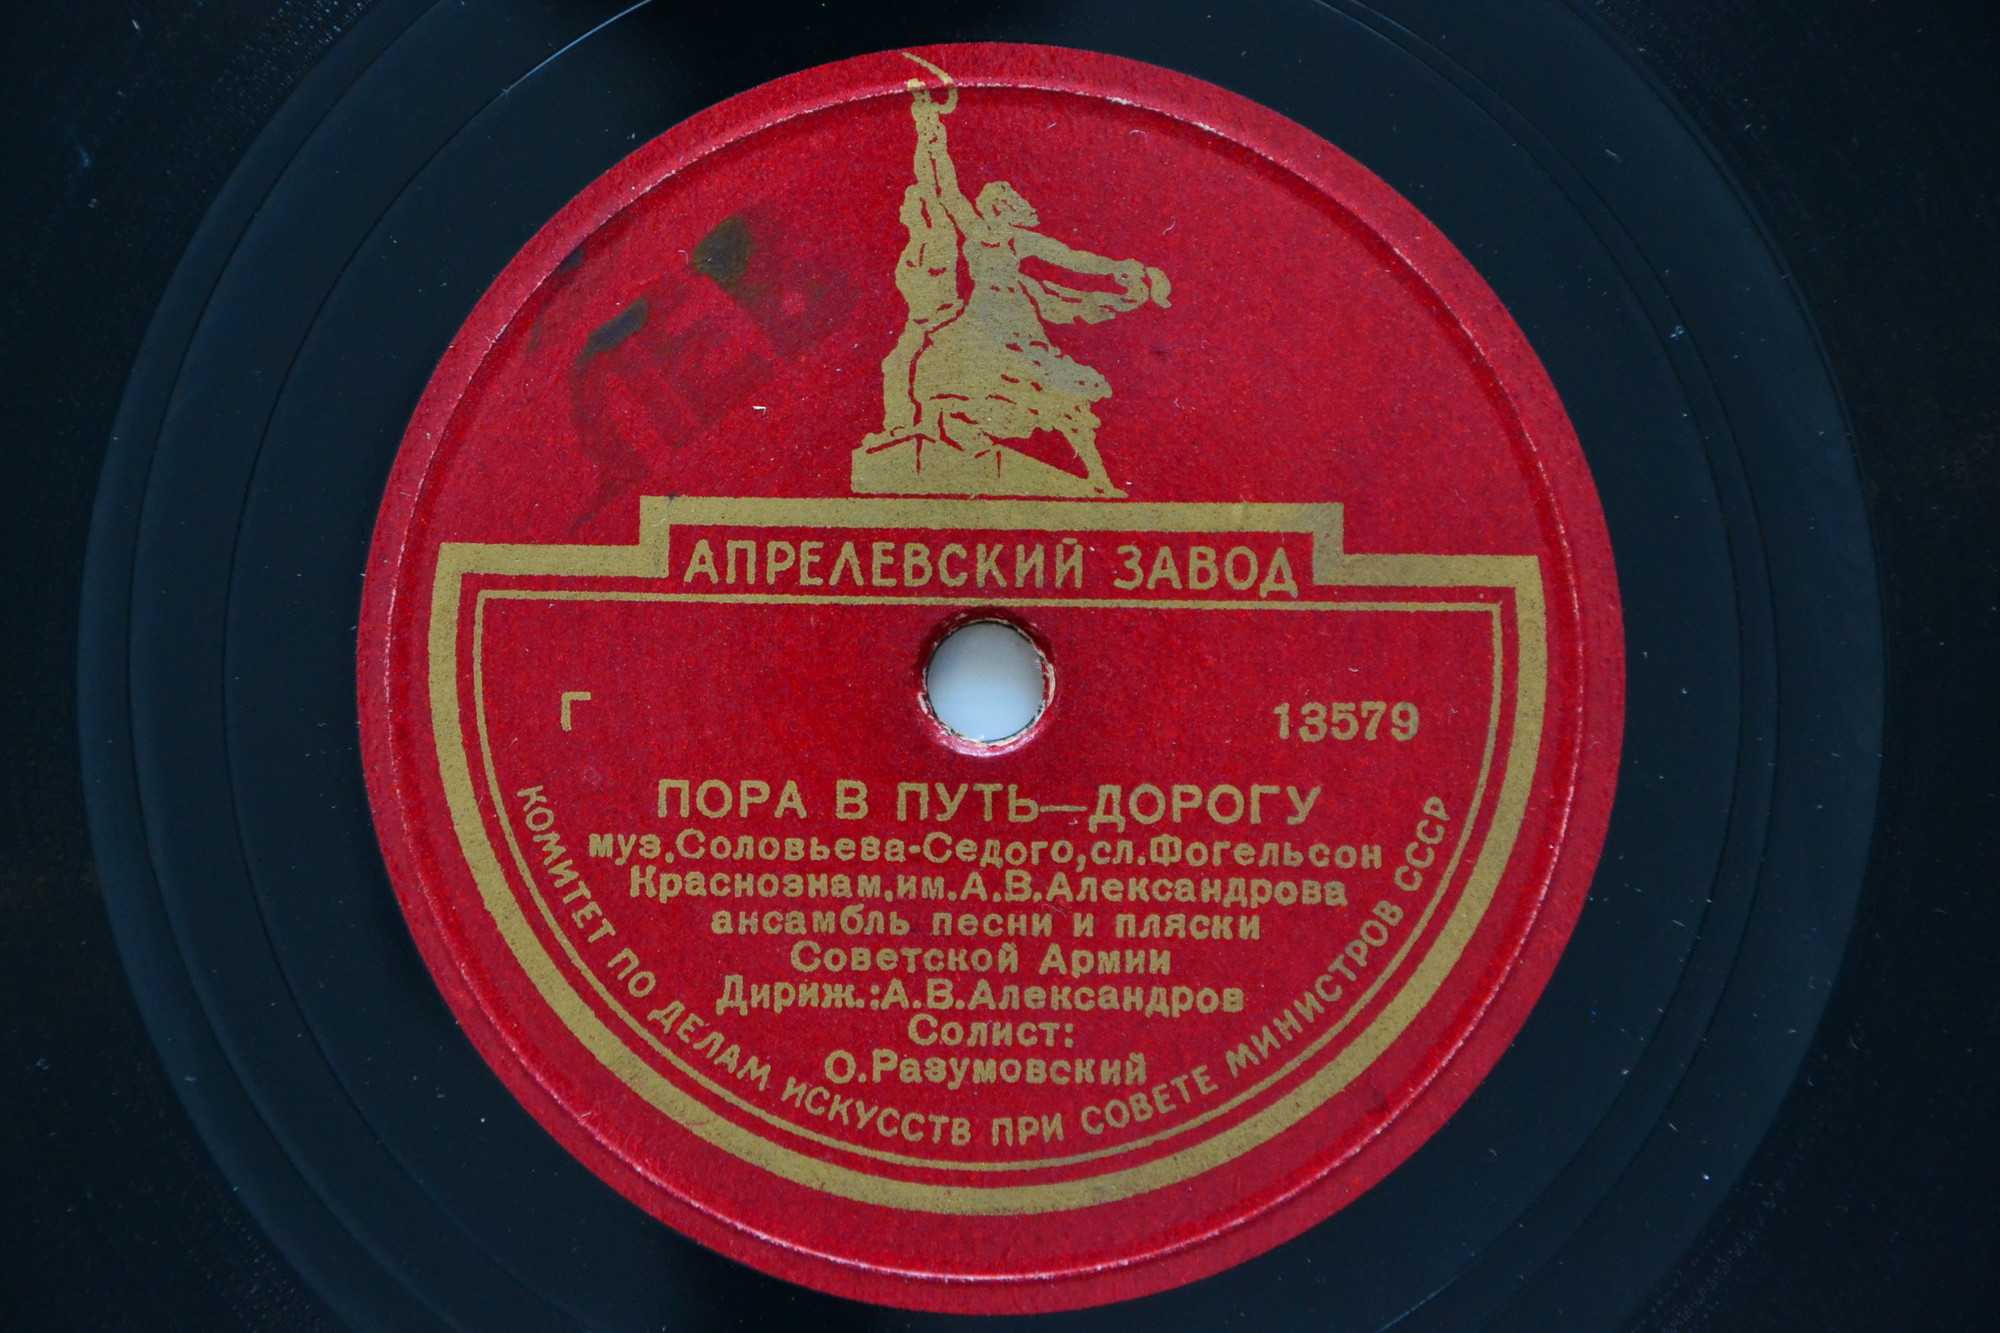 АПРЕЛЕВСКИЙ ЗАВОД
Г 13579
ПОРА В ПУТЬ—ДОРОГУ
муз.Соловьева-Седого,сл.Фогельсон
Краснознам.им.А.В.Александрова
ансамбль песни и пляски
Советской Армии
Дириж.:А.В.Александров
Солист:
О.Разумовский
КОМИТЕТ ПО ДЕЛАМ ИСКУССТВ ПРИ СОВЕТЕ МИНИСТРОВ СССР